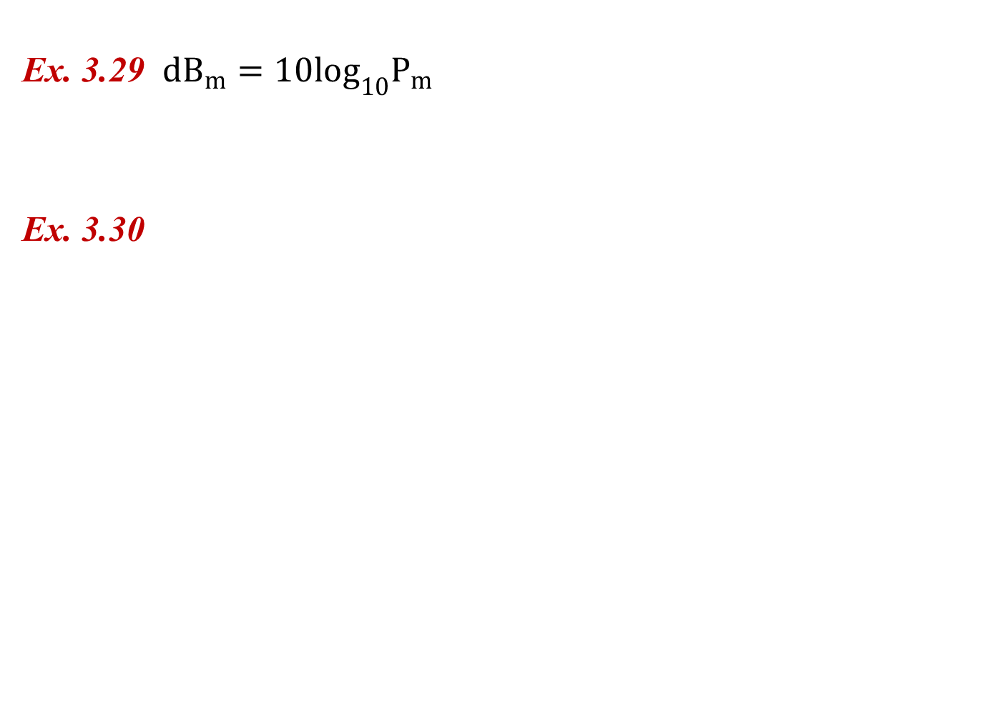 Ex. 3.29 dBₘ = 10log₁₀Pₘ
Ex. 3.30